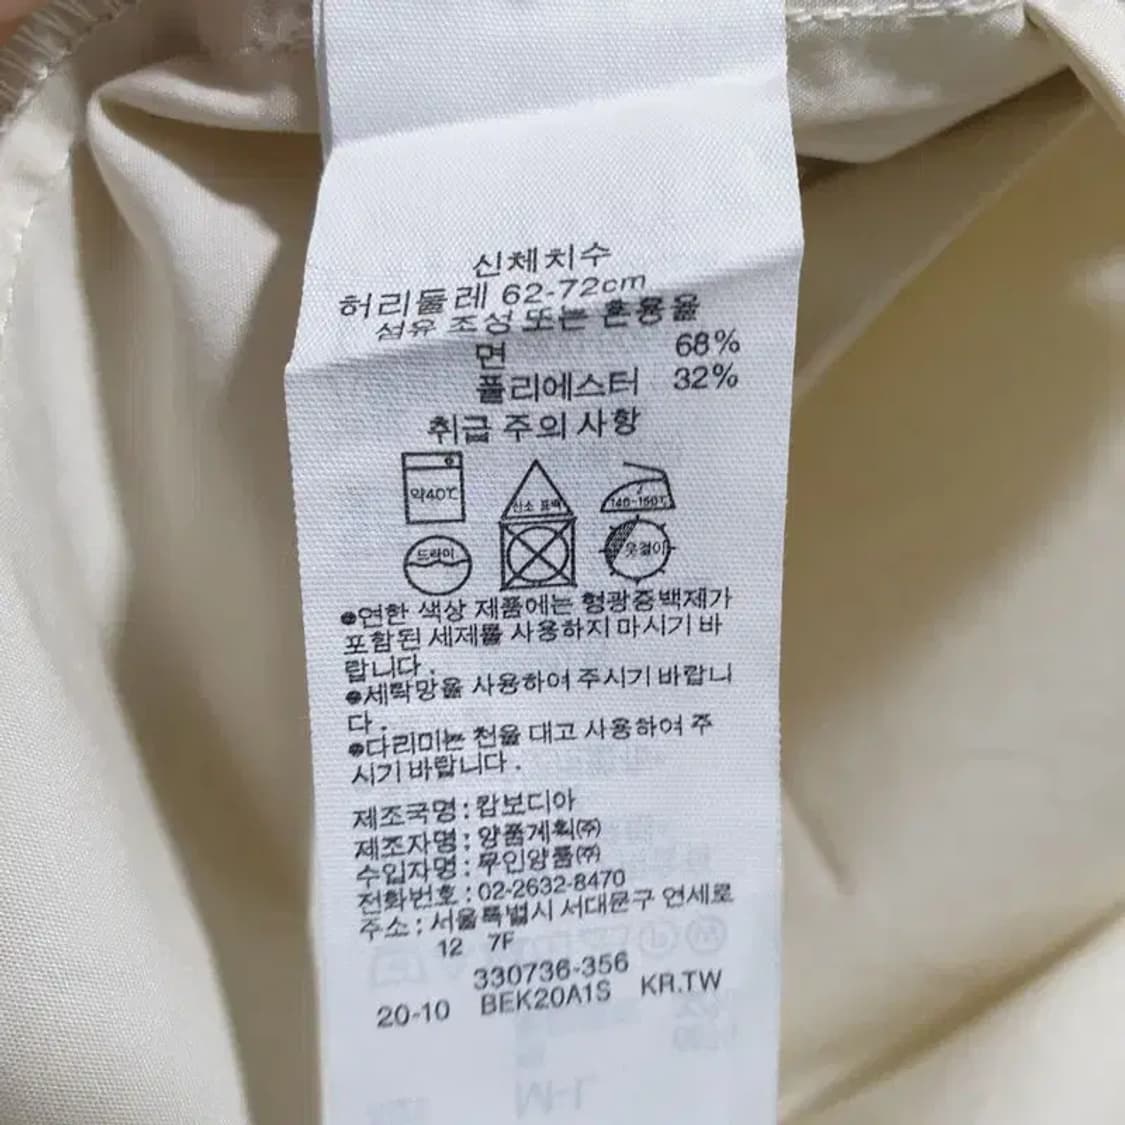 신체치수
허리둘레 62-72cm
섬유 조성 또는 혼용율
면 68%
폴리에스터 32%
취급 주의 사항
약40℃
산소 표백
140~160℃
드라이
옷걸이
●연한 색상 제품에는 형광증백제가
포함된 세제를 사용하지 마시기 바
랍니다.
●세탁망을 사용하여 주시기 바랍니
다.
●다리미는 천을 대고 사용하여 주
시기 바랍니다.
제조국명:캄보디아
제조자명:양품계획㈜
수입자명:무인양품㈜
전화번호:02-2632-8470
주소:서울특별시 서대문구 연세로
12 7F
330736-356
20-10 BEK20A1S KR.TW